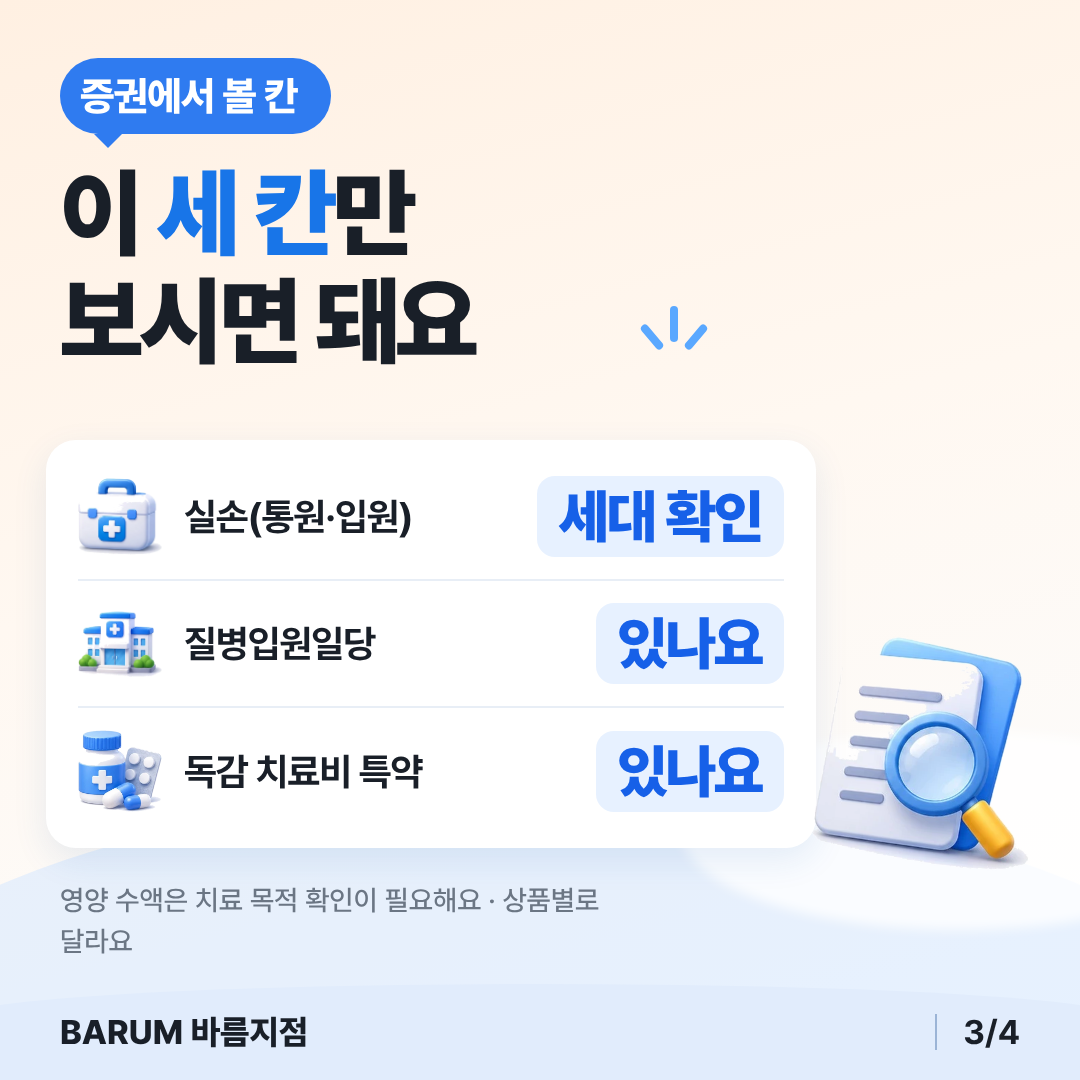 증권에서 볼 칸
이 세 칸만
보시면 돼요
실손(통원·입원)
세대 확인
질병입원일당
있나요
독감 치료비 특약
있나요
영양 수액은 치료 목적 확인이 필요해요 · 상품별로
달라요
BARUM 바름지점
3/4